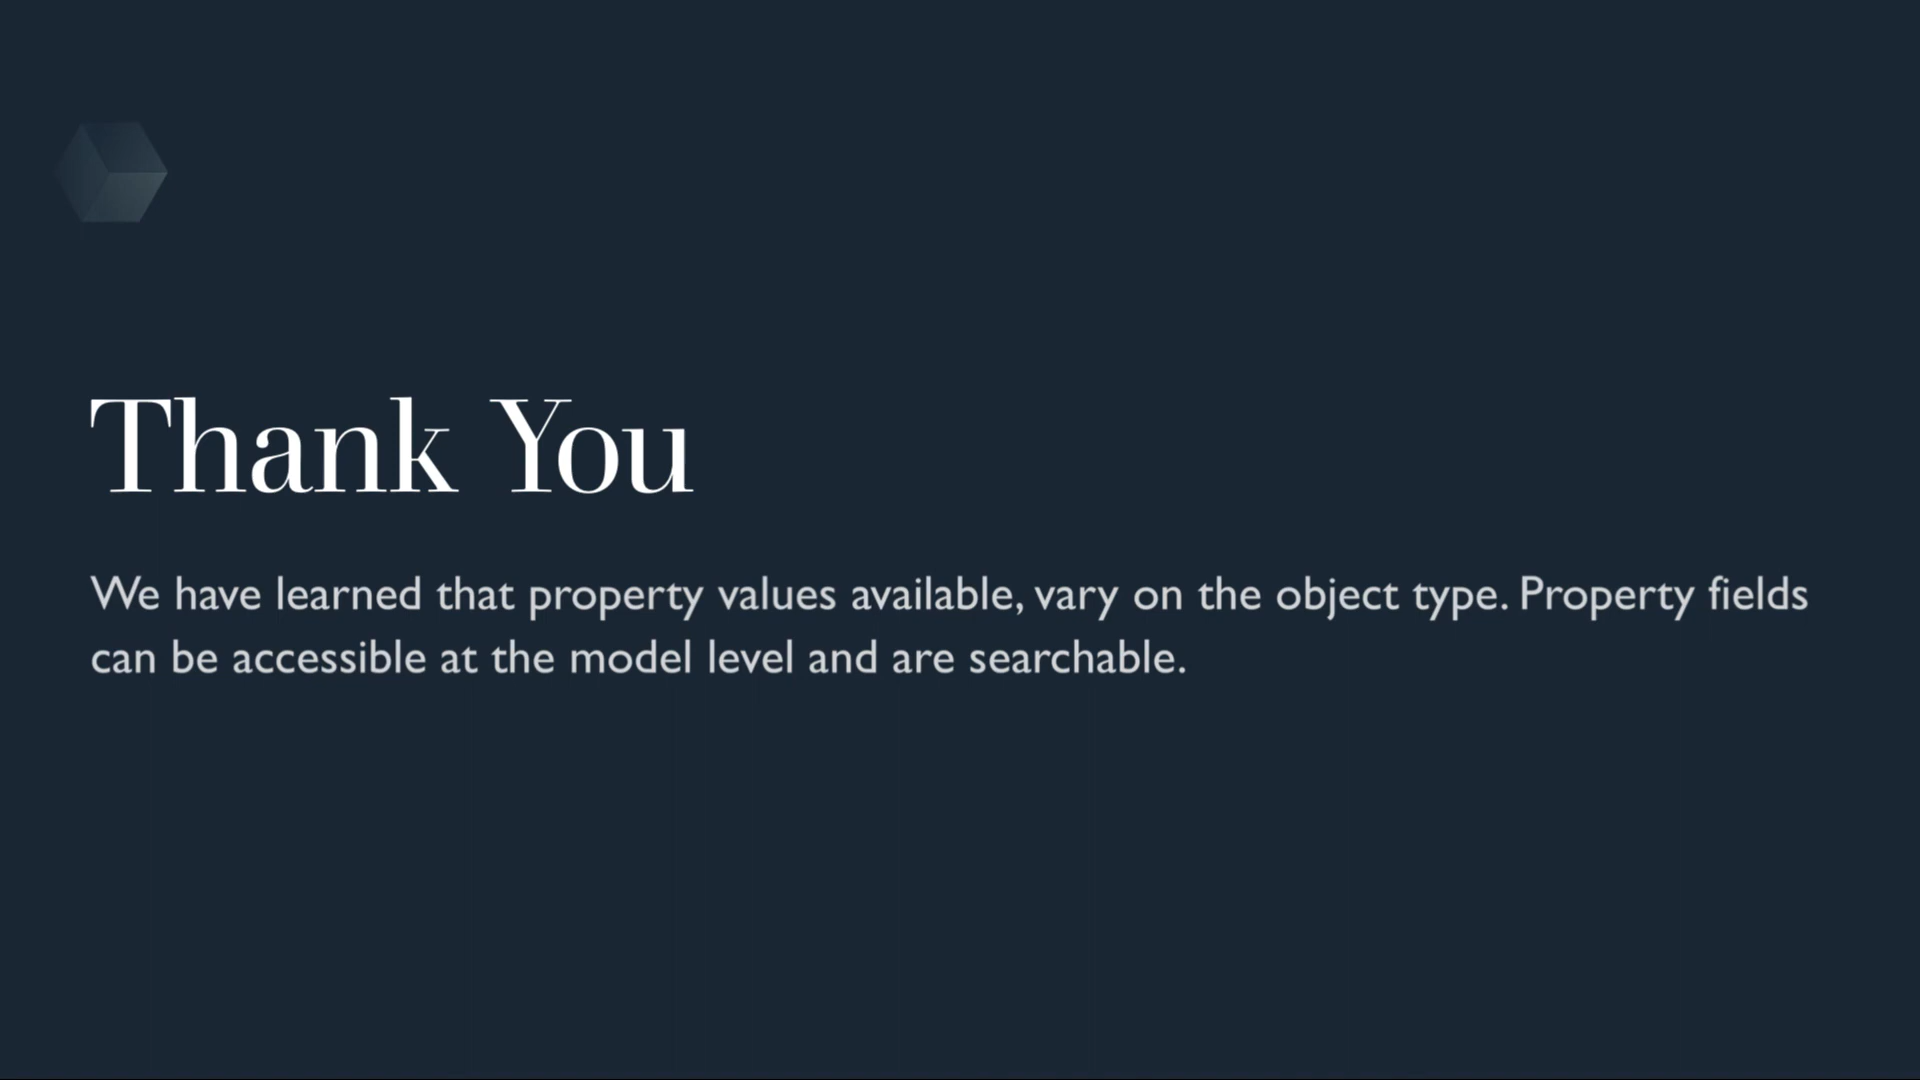 Thank You
We have learned that property values available, vary on the object type. Property fields
can be accessible at the model level and are searchable.